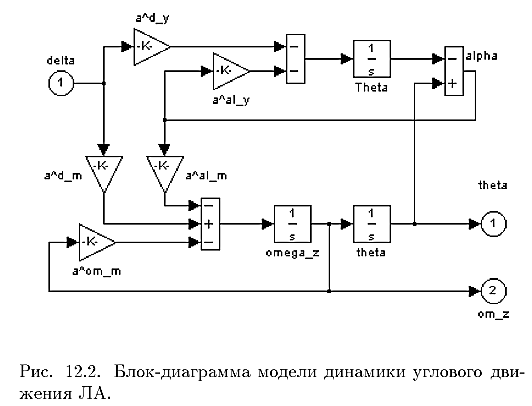 a^d_y
delta
-K-
1
-K-
a^al_y
−
−
1
s
Theta
−
+
alpha
a^d_m
-K-
-K-
a^al_m
theta
−
+
−
1
s
omega_z
1
s
theta
1
-K-
a^om_m
2
om_z
Рис. 12.2. Блок-диаграмма модели динамики углового дви-
жения ЛА.